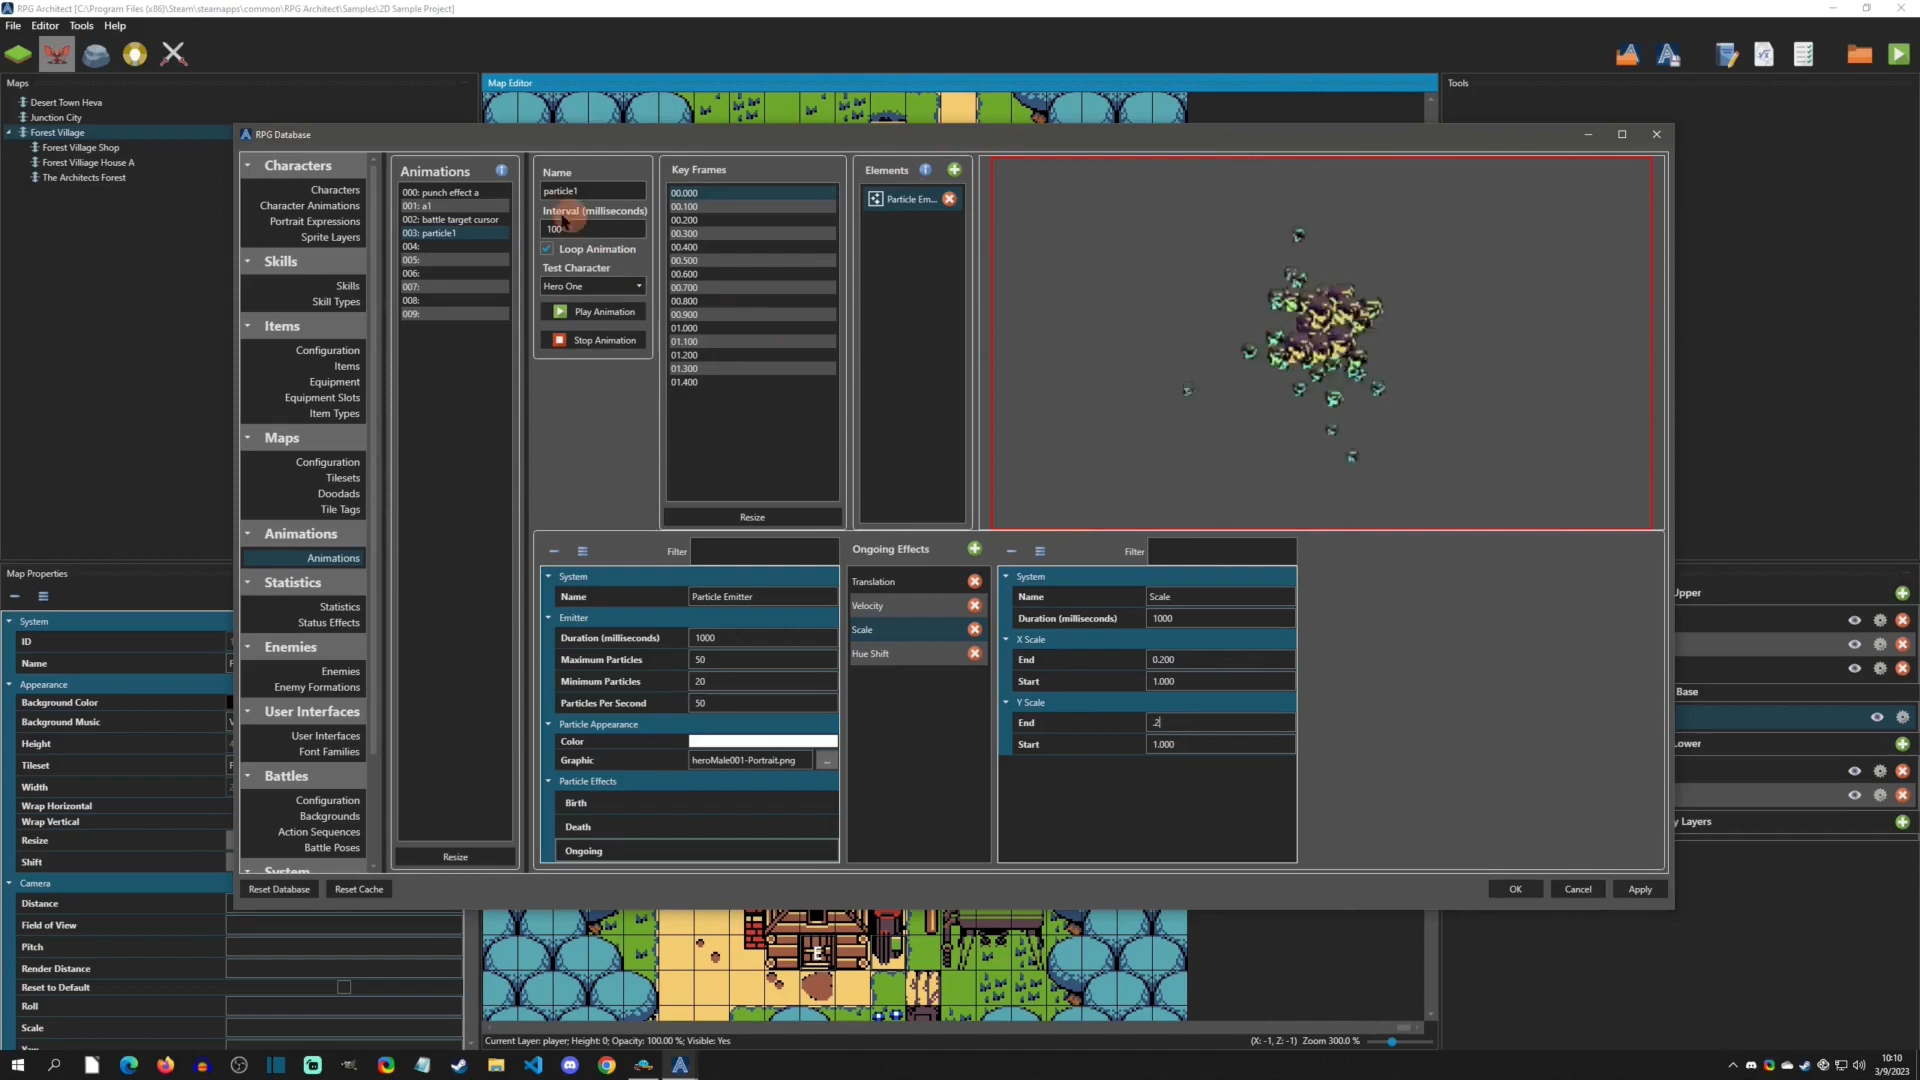 RPG Architect [C:\Program Files (x86)\Steam\steamapps\common\RPG Architect\Samples\2D Sample Project]
File Editor Tools Help
Maps
Desert Town Heva
Junction City
Forest Village
Forest Village Shop
Forest Villiage House A
The Architects Forest
Map Editor
Tools
RPG Database
Characters
Characters
Character Animations
Portrait Expressions
Sprite Layers
Skills
Skills
Skill Types
Items
Configuration
Items
Equipment
Equipment Slots
Item Types
Maps
Configuration
Tilesets
Doodads
Tile Tags
Animations
Animations
Statistics
Statistics
Status Effects
Enemies
Enemies
Enemy Formations
User Interfaces
User Interfaces
Font Families
Battles
Configuration
Backgrounds
Action Sequences
Battle Poses
System
Reset Database Reset Cache
Animations
000: punch effect a
001: a1
002: battle target cursor
003: particle1
004:
005:
006:
007:
008:
009:
Resize
Name
particle1
Interval (milliseconds)
100
Loop Animation
Test Character
Hero One
Play Animation
Stop Animation
Key Frames
00.000
00.100
00.200
00.300
00.400
00.500
00.600
00.700
00.800
00.900
01.000
01.100
01.200
01.300
01.400
Resize
Elements
Particle Em...
Filter
System
Name Particle Emitter
Emitter
Duration (milliseconds) 1000
Maximum Particles 50
Minimum Particles 20
Particles Per Second 50
Particle Appearance
Color
Graphic heroMale001-Portrait.png ...
Particle Effects
Birth
Death
Ongoing
Ongoing Effects
Translation
Velocity
Scale
Hue Shift
Filter
System
Name Scale
Duration (milliseconds) 1000
X Scale
End 0.200
Start 1.000
Y Scale
End .2
Start 1.000
OK Cancel Apply
Map Properties
System
ID
Name
Appearance
Background Color
Background Music
Height
Tileset
Width
Wrap Horizontal
Wrap Vertical
Resize
Shift
Camera
Distance
Field of View
Pitch
Render Distance
Reset to Default
Roll
Scale
Upper
Base
Lower
y Layers
E
Current Layer: player; Height: 0; Opacity: 100.00 %; Visible: Yes
(X: -1, Z: -1) Zoom 300.0 %
10:10
3/9/2023